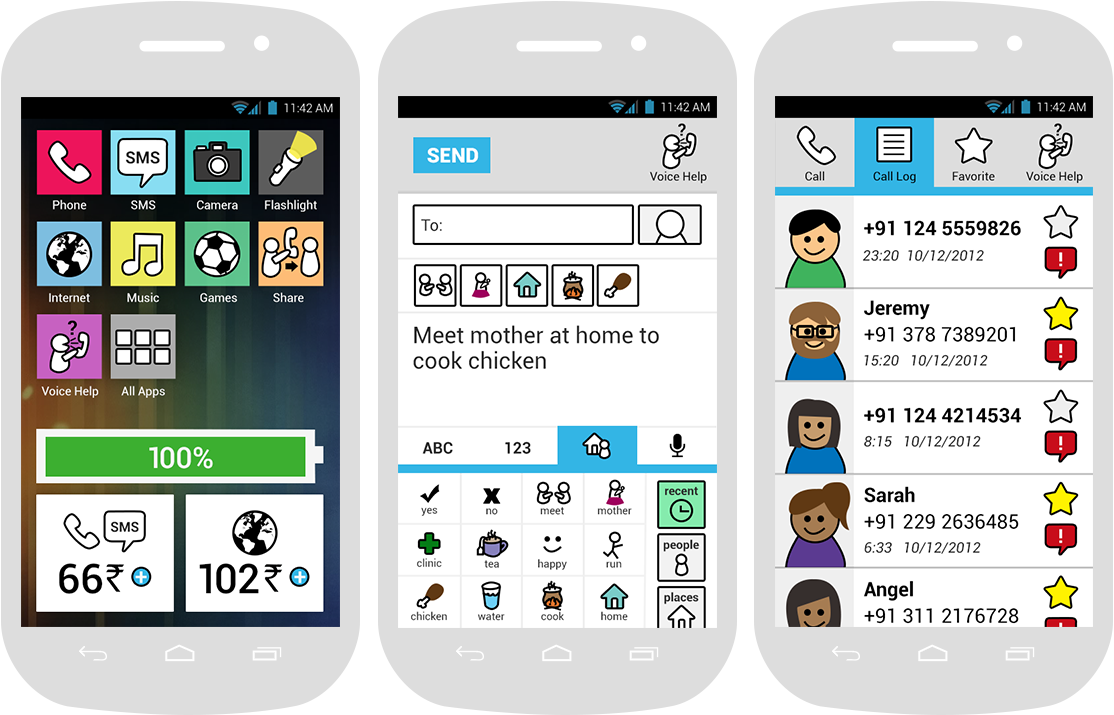 11:42 AM
SMS
Phone SMS Camera Flashlight
Internet Music Games Share
?
Voice Help All Apps
100%
SMS
66₹ +
102₹ +
11:42 AM
SEND
?
Voice Help
To:
Meet mother at home to
cook chicken
ABC 123
yes no meet mother
recent
clinic tea happy run
people
chicken water cook home
places
11:42 AM
?
Call Call Log Favorite Voice Help
+91 124 5559826
23:20 10/12/2012
!
Jeremy
+91 378 7389201
15:20 10/12/2012
!
+91 124 4214534
8:15 10/12/2012
!
Sarah
+91 229 2636485
6:33 10/12/2012
!
Angel
+91 311 2176728
!